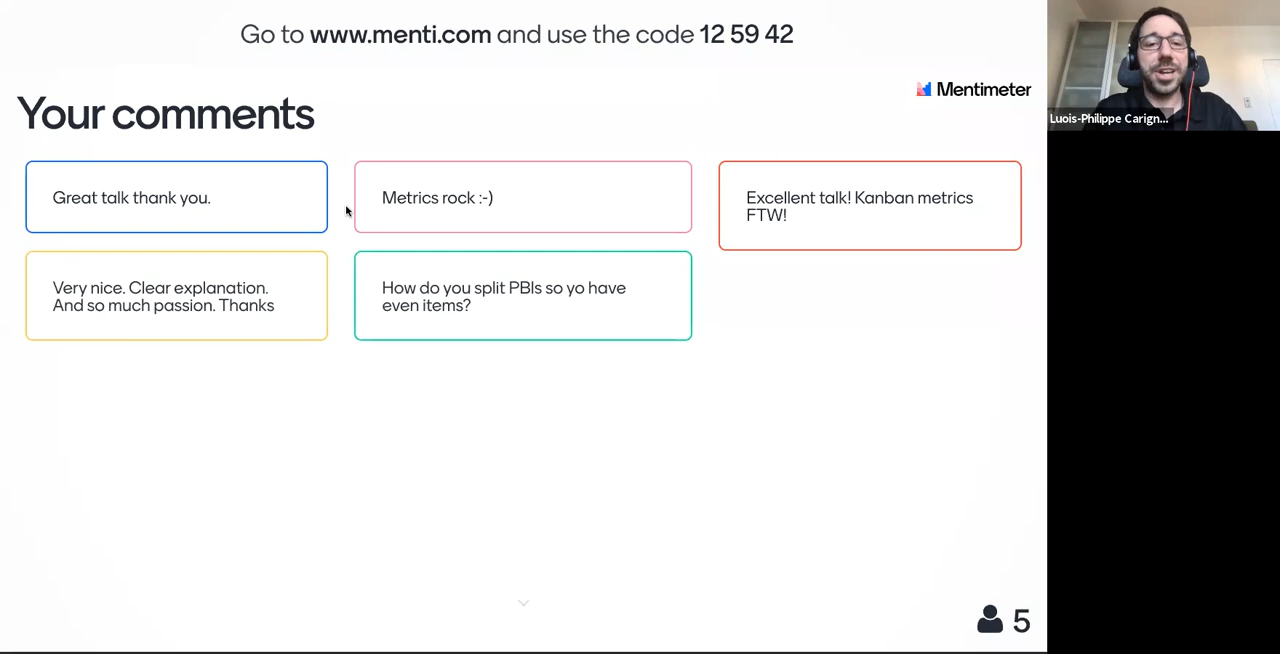 Go to www.menti.com and use the code 12 59 42
Mentimeter
Your comments
Luois-Philippe Carign...
Great talk thank you.
Metrics rock :-)
Excellent talk! Kanban metrics
FTW!
Very nice. Clear explanation.
And so much passion. Thanks
How do you split PBIs so yo have
even items?
5